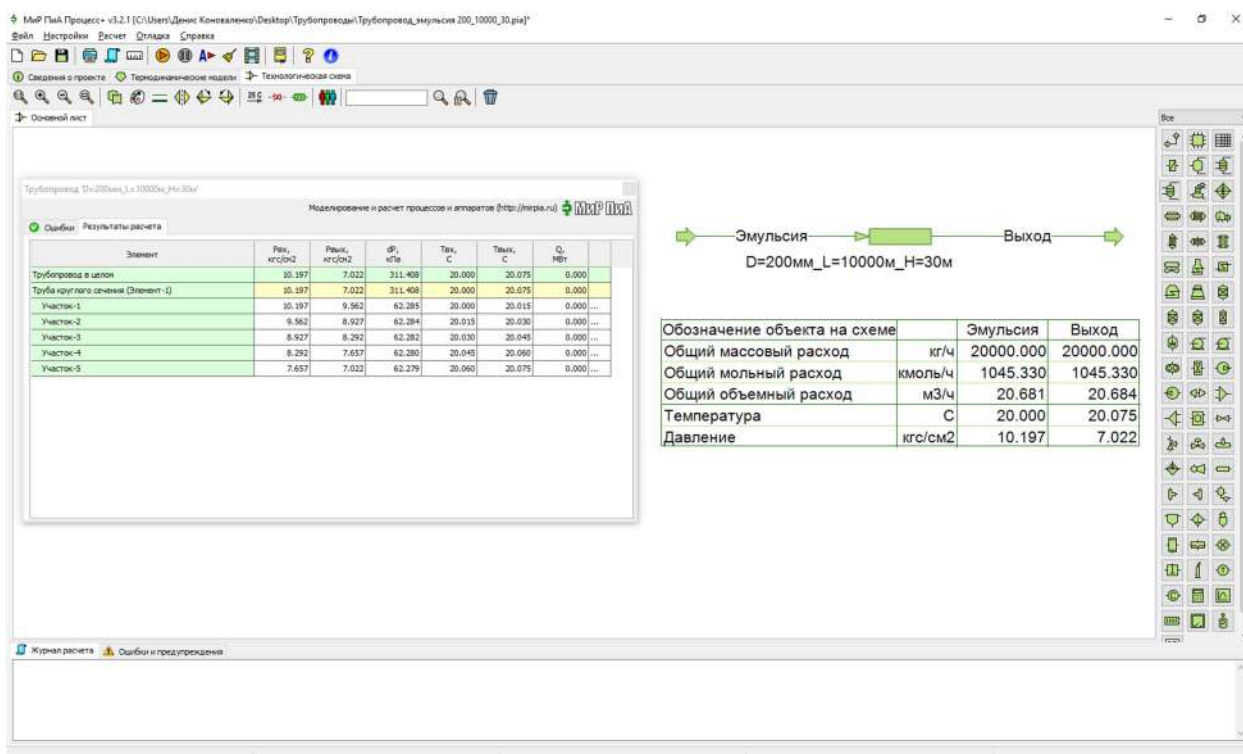 МиР ПиА Процесс+ v3.2.1 [C:\Users\Денис Коноваленко\Desktop\Трубопроводы\Трубопровод_эмульсия 200_10000_30.pia]*
Файл Настройки Расчет Отладка Справка
Сведения о проекте Термодинамические модели Технологическая схема
Основной лист
Все
Трубопровод 'D=200мм_L=10000м_H=30м'
Моделирование и расчет процессов и аппаратов (http://mirpia.ru) МИР ПИА
Ошибки Результаты расчета
Элемент Рвх, кгс/см2 Рвых, кгс/см2 dP, кПа Твх, С Твых, С Q, МВт
Трубопровод в целом 10.197 7.022 311.408 20.000 20.075 0.000
Труба круглого сечения (Элемент-1) 10.197 7.022 311.408 20.000 20.075 0.000
Участок-1 10.197 9.562 62.285 20.000 20.015 0.000 ...
Участок-2 9.562 8.927 62.284 20.015 20.030 0.000 ...
Участок-3 8.927 8.292 62.282 20.030 20.045 0.000 ...
Участок-4 8.292 7.657 62.280 20.045 20.060 0.000 ...
Участок-5 7.657 7.022 62.279 20.060 20.075 0.000 ...
Эмульсия Выход
D=200мм_L=10000м_H=30м
Обозначение объекта на схеме Эмульсия Выход
Общий массовый расход кг/ч 20000.000 20000.000
Общий мольный расход кмоль/ч 1045.330 1045.330
Общий объемный расход м3/ч 20.681 20.684
Температура С 20.000 20.075
Давление кгс/см2 10.197 7.022
Журнал расчета Ошибки и предупреждения